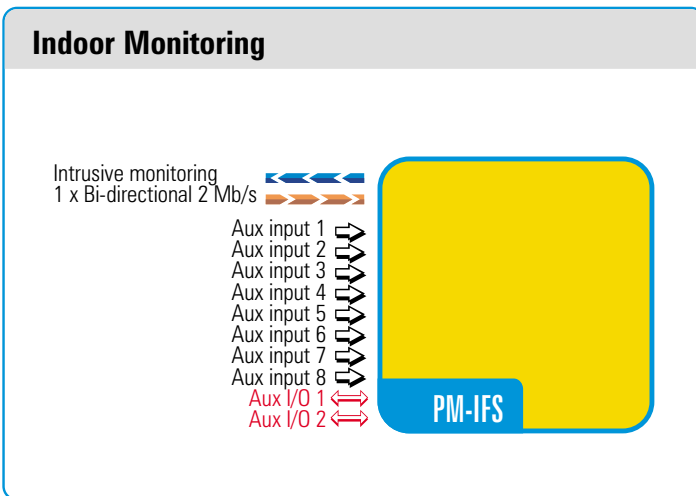 Indoor Monitoring
Intrusive monitoring
1 x Bi-directional 2 Mb/s
Aux input 1
Aux input 2
Aux input 3
Aux input 4
Aux input 5
Aux input 6
Aux input 7
Aux input 8
Aux I/O 1
Aux I/O 2
PM-IFS